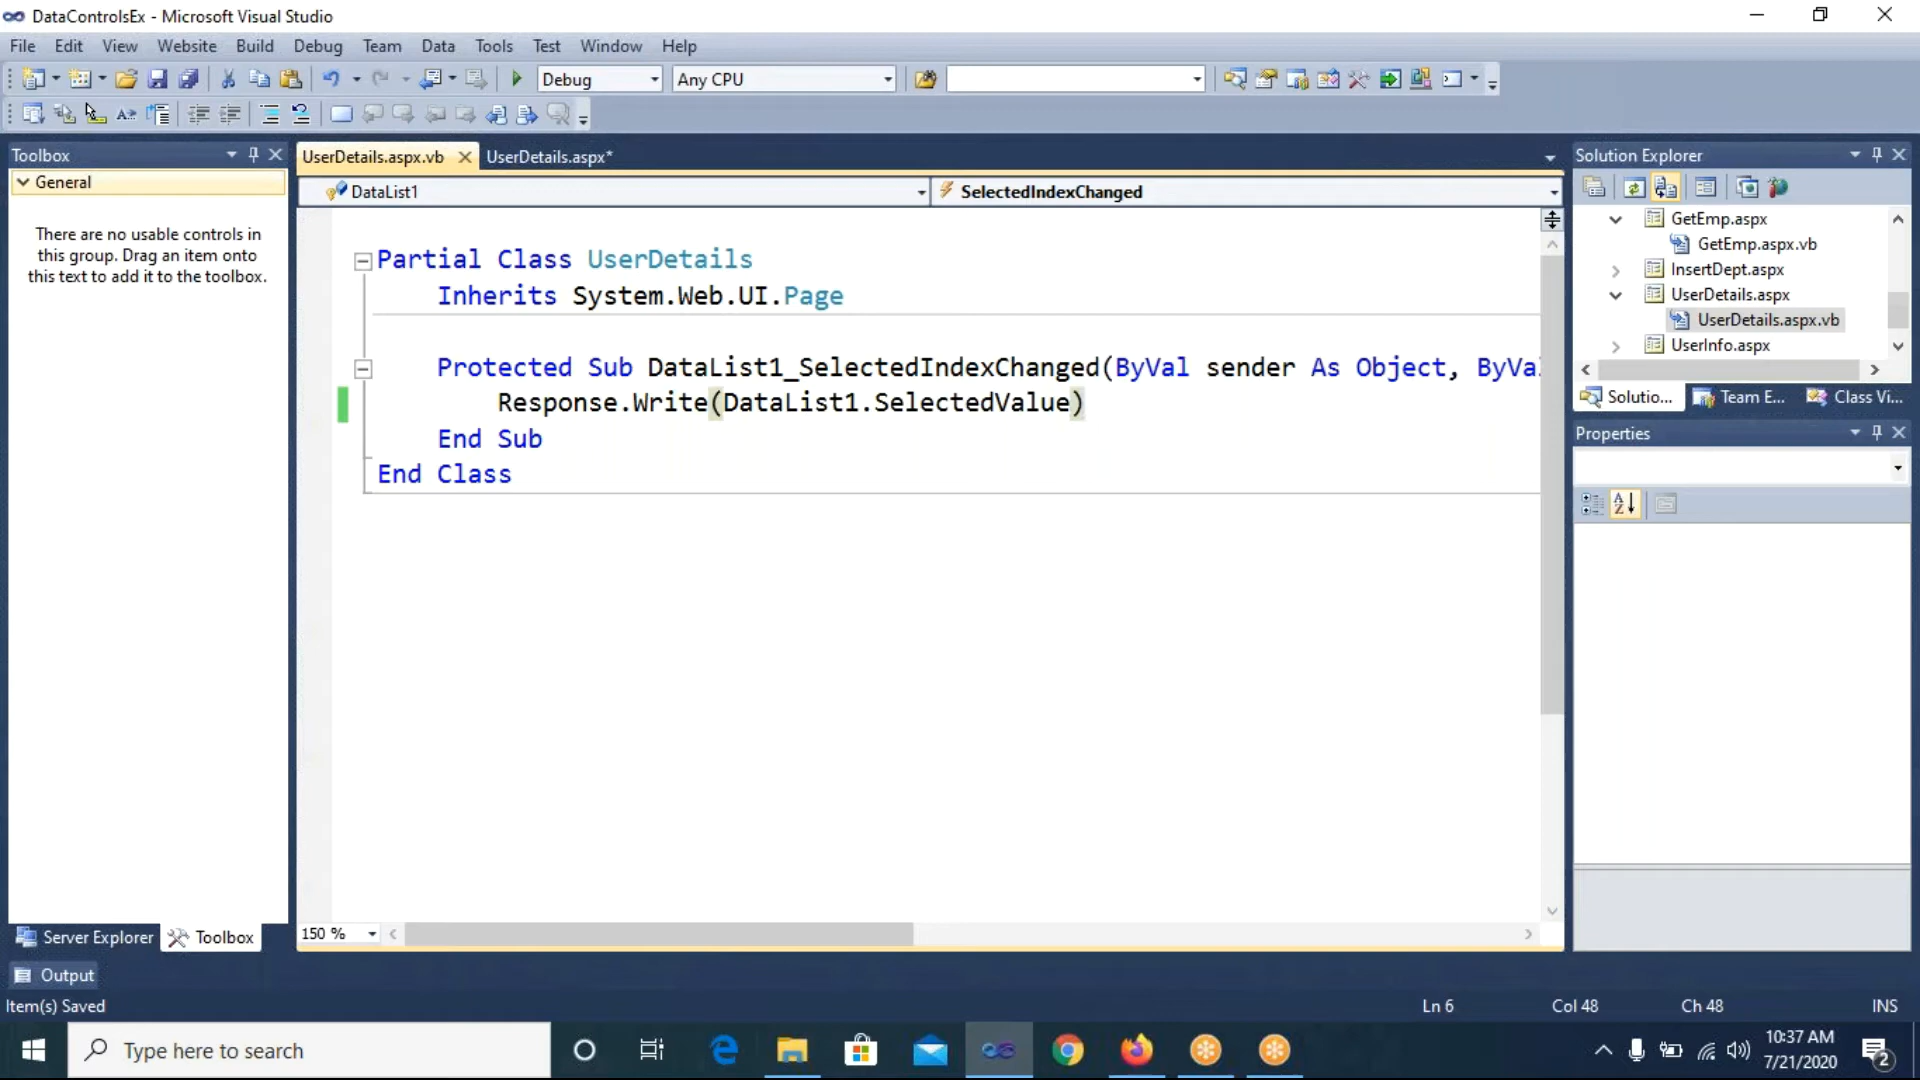 DataControlsEx - Microsoft Visual Studio
File Edit View Website Build Debug Team Data Tools Test Window Help
Debug Any CPU
Toolbox
General
There are no usable controls in
this group. Drag an item onto
this text to add it to the toolbox.
Server Explorer Toolbox
UserDetails.aspx.vb UserDetails.aspx*
DataList1 SelectedIndexChanged
Partial Class UserDetails
Inherits System.Web.UI.Page
Protected Sub DataList1_SelectedIndexChanged(ByVal sender As Object, ByVal
Response.Write(DataList1.SelectedValue)
End Sub
End Class
150 %
Solution Explorer
GetEmp.aspx
GetEmp.aspx.vb
InsertDept.aspx
UserDetails.aspx
UserDetails.aspx.vb
UserInfo.aspx
Solutio... Team E... Class Vi...
Properties
Output
Item(s) Saved Ln 6 Col 48 Ch 48 INS
Type here to search
10:37 AM
7/21/2020
2